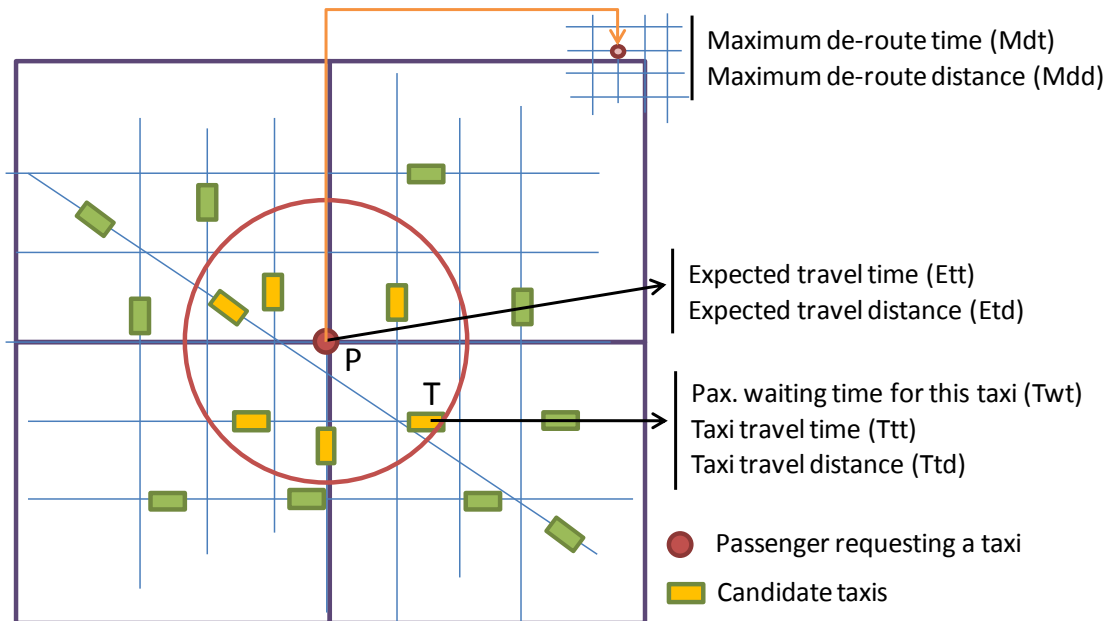 Maximum de-route time (Mdt)
Maximum de-route distance (Mdd)
Expected travel time (Ett)
Expected travel distance (Etd)
P
T
Pax. waiting time for this taxi (Twt)
Taxi travel time (Ttt)
Taxi travel distance (Ttd)
Passenger requesting a taxi
Candidate taxis